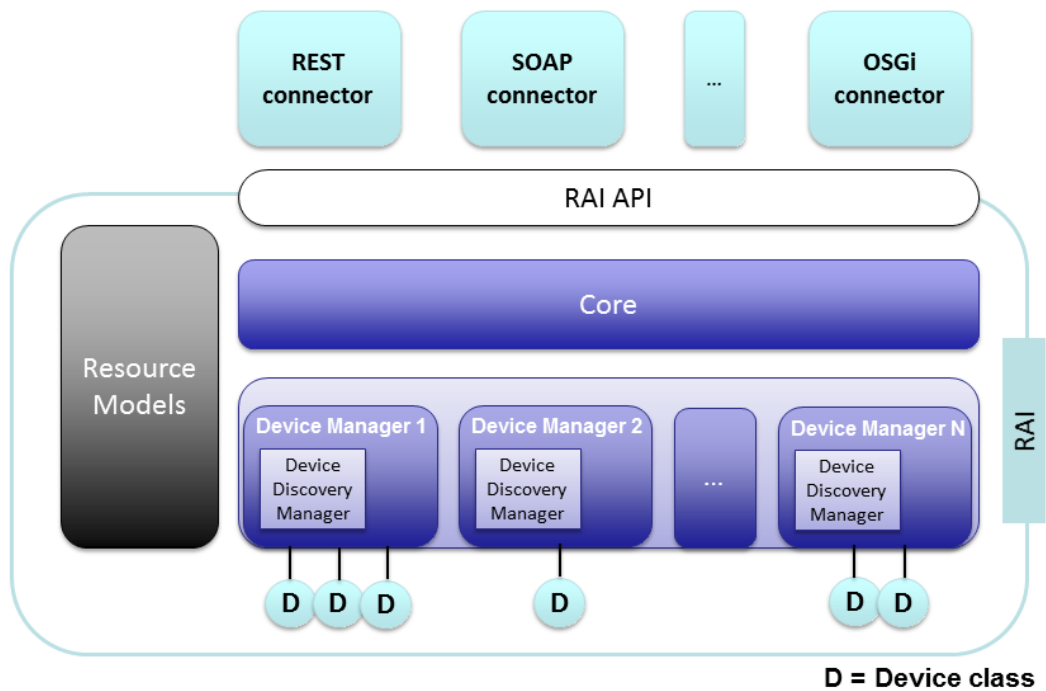 REST
connector
SOAP
connector
...
OSGi
connector
RAI API
Core
Resource
Models
RAI
Device Manager 1
Device
Discovery
Manager
Device Manager 2
Device
Discovery
Manager
...
Device Manager N
Device
Discovery
Manager
D
D
D
D
D
D
D = Device class